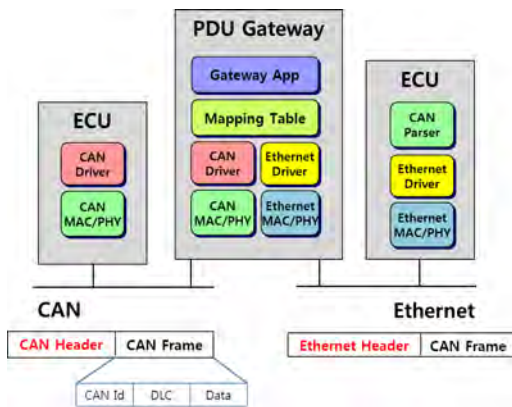 PDU Gateway
Gateway App
Mapping Table
CAN
Driver
Ethernet
Driver
CAN
MAC/PHY
Ethernet
MAC/PHY
ECU
CAN
Driver
CAN
MAC/PHY
ECU
CAN
Parser
Ethernet
Driver
Ethernet
MAC/PHY
CAN
Ethernet
CAN Header
CAN Frame
Ethernet Header
CAN Frame
CAN Id
DLC
Data